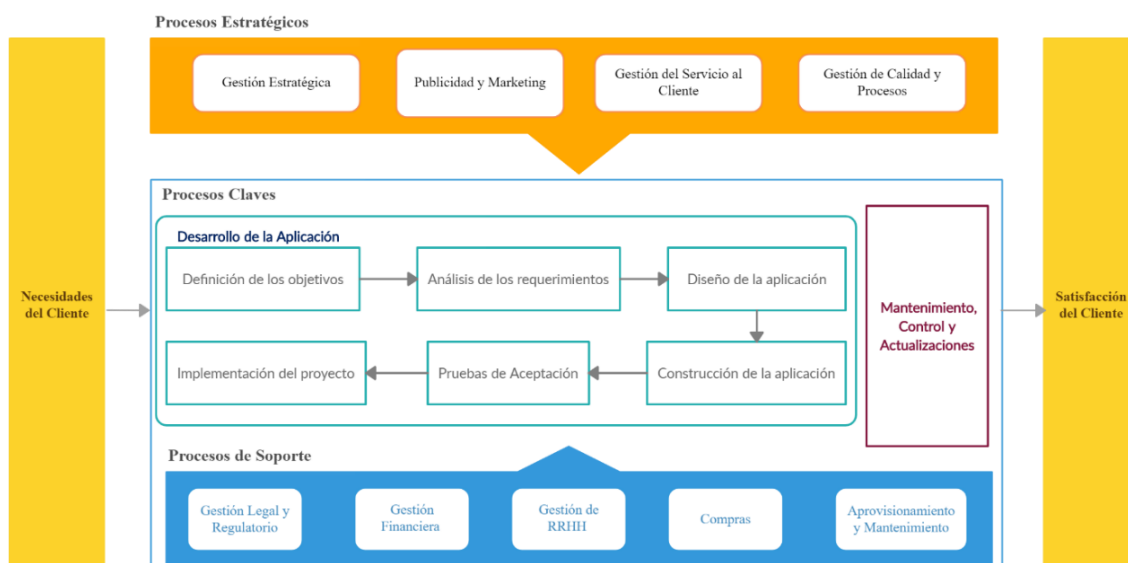 Procesos Estratégicos
Gestión Estratégica
Publicidad y Marketing
Gestión del Servicio al
Cliente
Gestión de Calidad y
Procesos
Necesidades
del Cliente
Procesos Claves
Desarrollo de la Aplicación
Definición de los objetivos
Análisis de los requerimientos
Diseño de la aplicación
Implementación del proyecto
Pruebas de Aceptación
Construcción de la aplicación
Mantenimiento,
Control y
Actualizaciones
Satisfacción
del Cliente
Procesos de Soporte
Gestión Legal y
Regulatorio
Gestión
Financiera
Gestión de
RRHH
Compras
Aprovisionamiento
y Mantenimiento